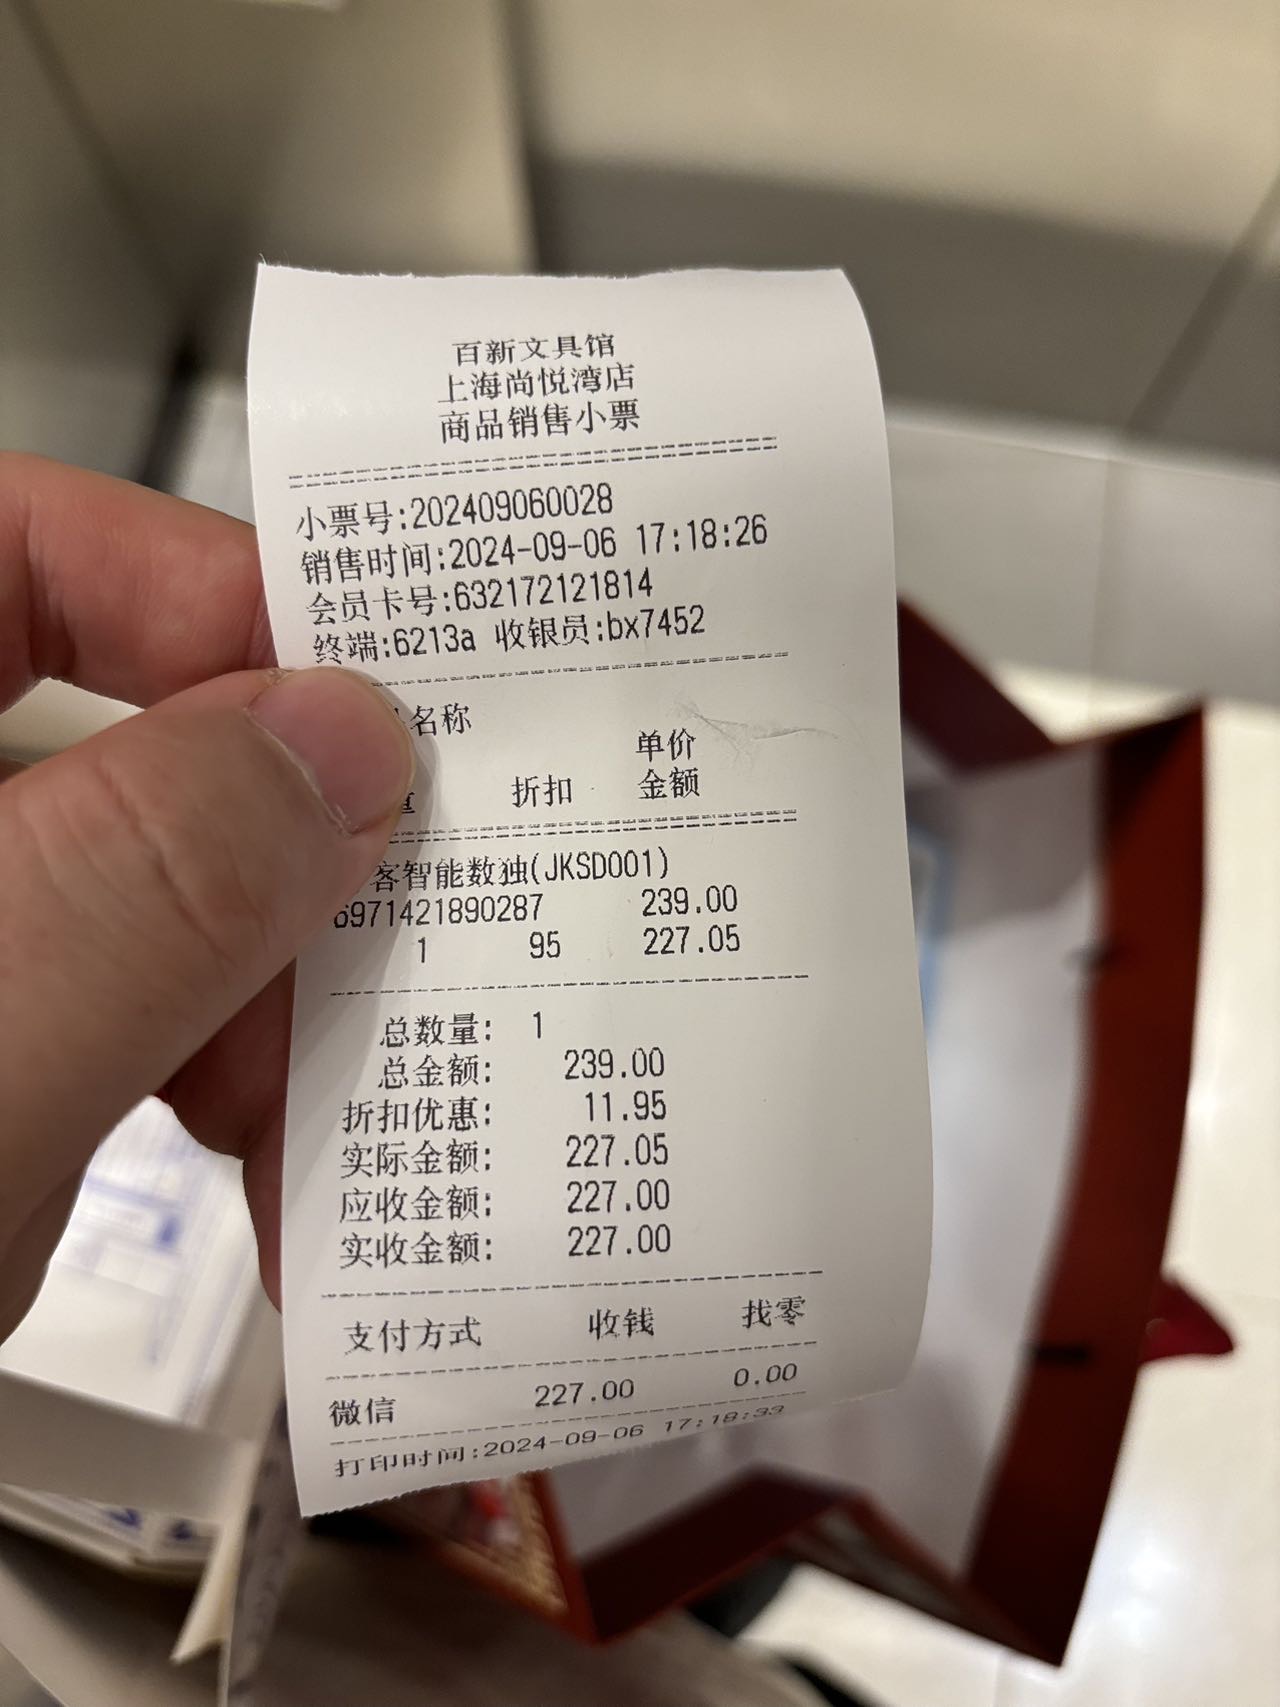 百新文具馆
上海尚悦湾店
商品销售小票
小票号:202409060028
销售时间:2024-09-06 17:18:26
会员卡号:632172121814
终端:6213a 收银员:bx7452
名称
单价
折扣 金额
客智能数独(JKSD001)
6971421890287 239.00
1 95 227.05
总数量: 1
总金额: 239.00
折扣优惠: 11.95
实际金额: 227.05
应收金额: 227.00
实收金额: 227.00
支付方式 收钱 找零
微信 227.00 0.00
打印时间:2024-09-06 17:18:33